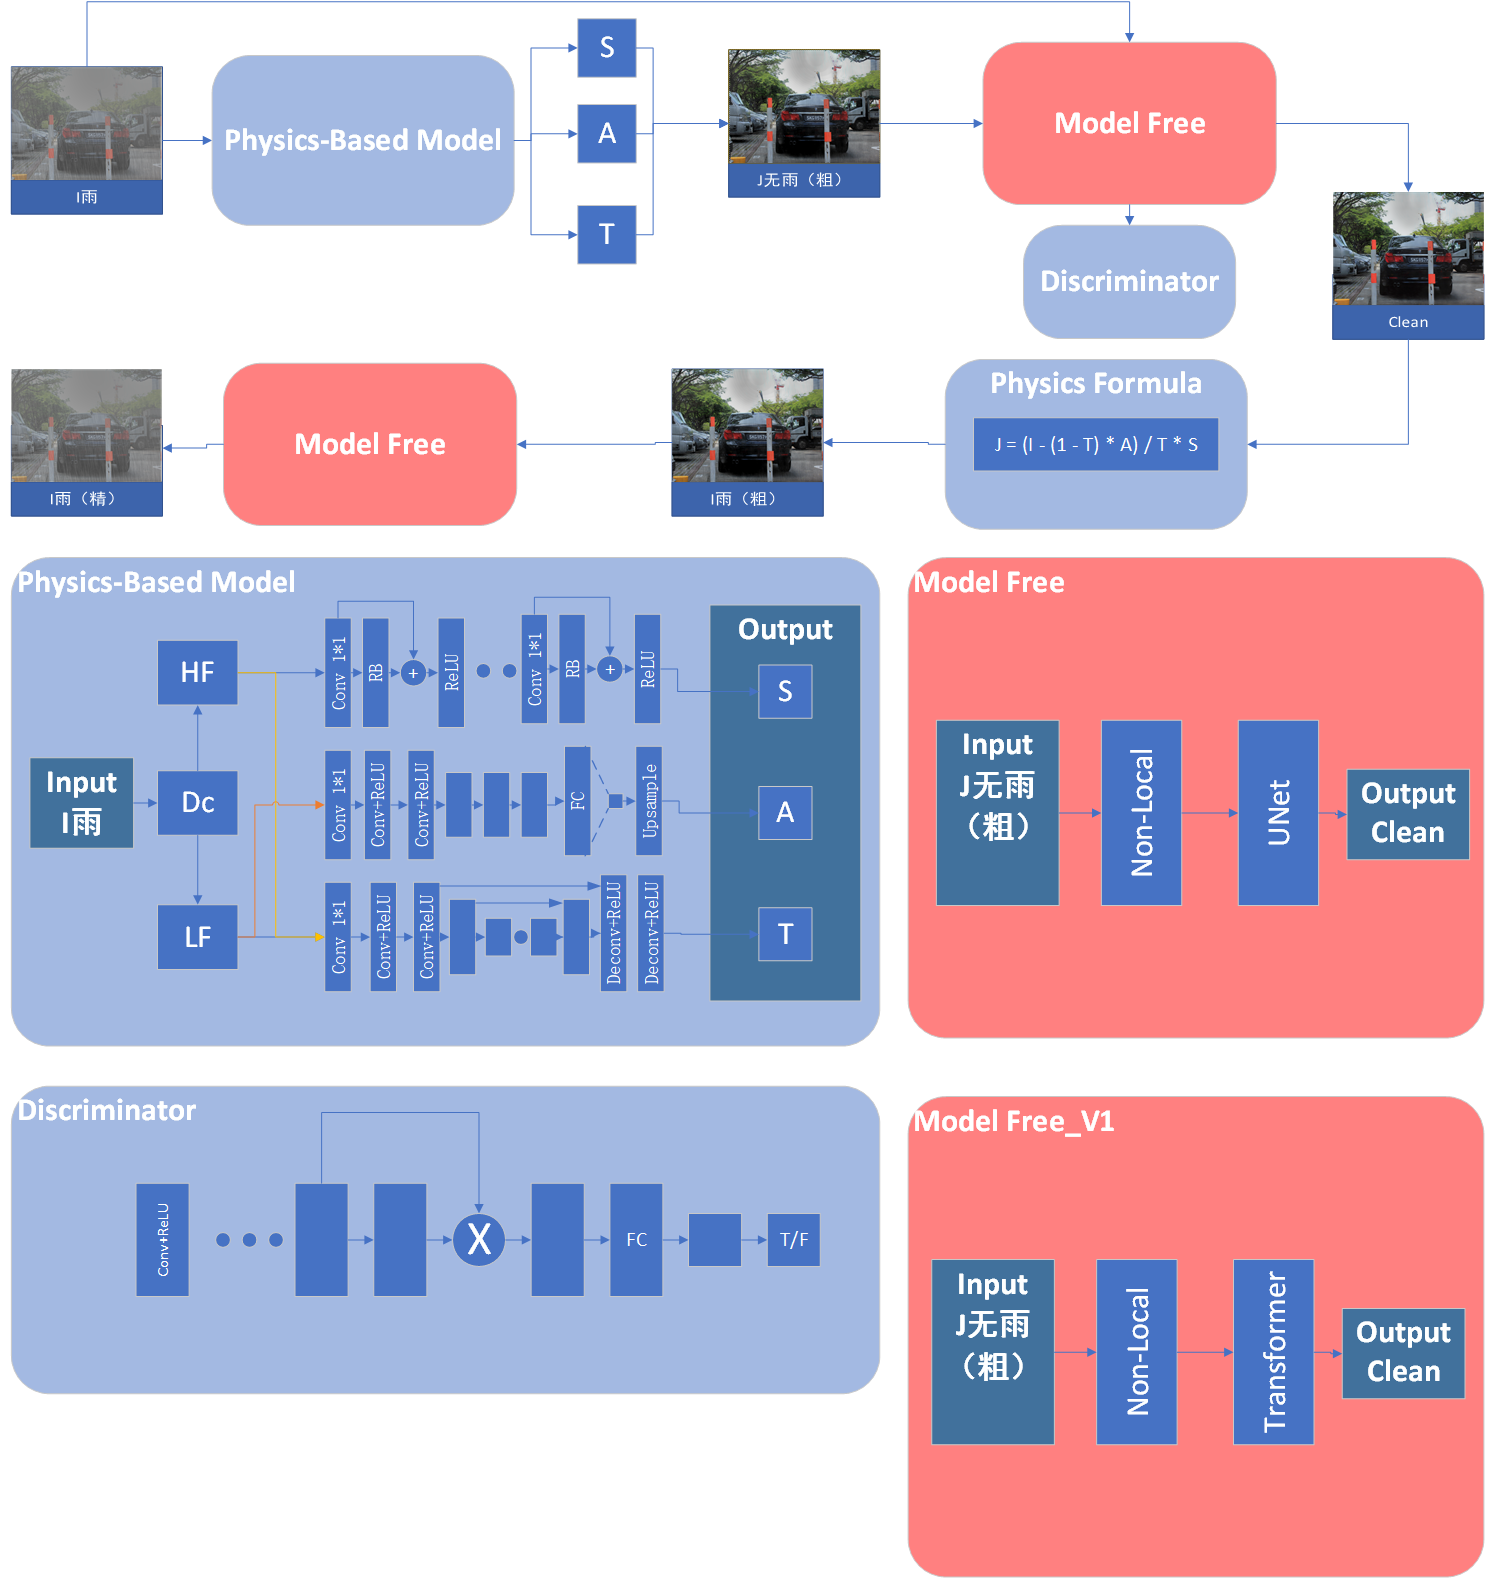 I雨
Physics-Based Model
S
A
T
J无雨（粗）
Model Free
Discriminator
Clean
I雨（精）
Model Free
I雨（粗）
Physics Formula
J = (I - (1 - T) * A) / T * S
Physics-Based Model
Input
I雨
HF
Dc
LF
Conv 1*1
RB
+
ReLU
Conv 1*1
RB
+
ReLU
Conv 1*1
Conv+ReLU
Conv+ReLU
FC
Upsample
Conv 1*1
Conv+ReLU
Conv+ReLU
Deconv+ReLU
Deconv+ReLU
Output
S
A
T
Model Free
Input
J无雨
（粗）
Non-Local
UNet
Output
Clean
Discriminator
Conv+ReLU
X
FC
T/F
Model Free_V1
Input
J无雨
（粗）
Non-Local
Transformer
Output
Clean